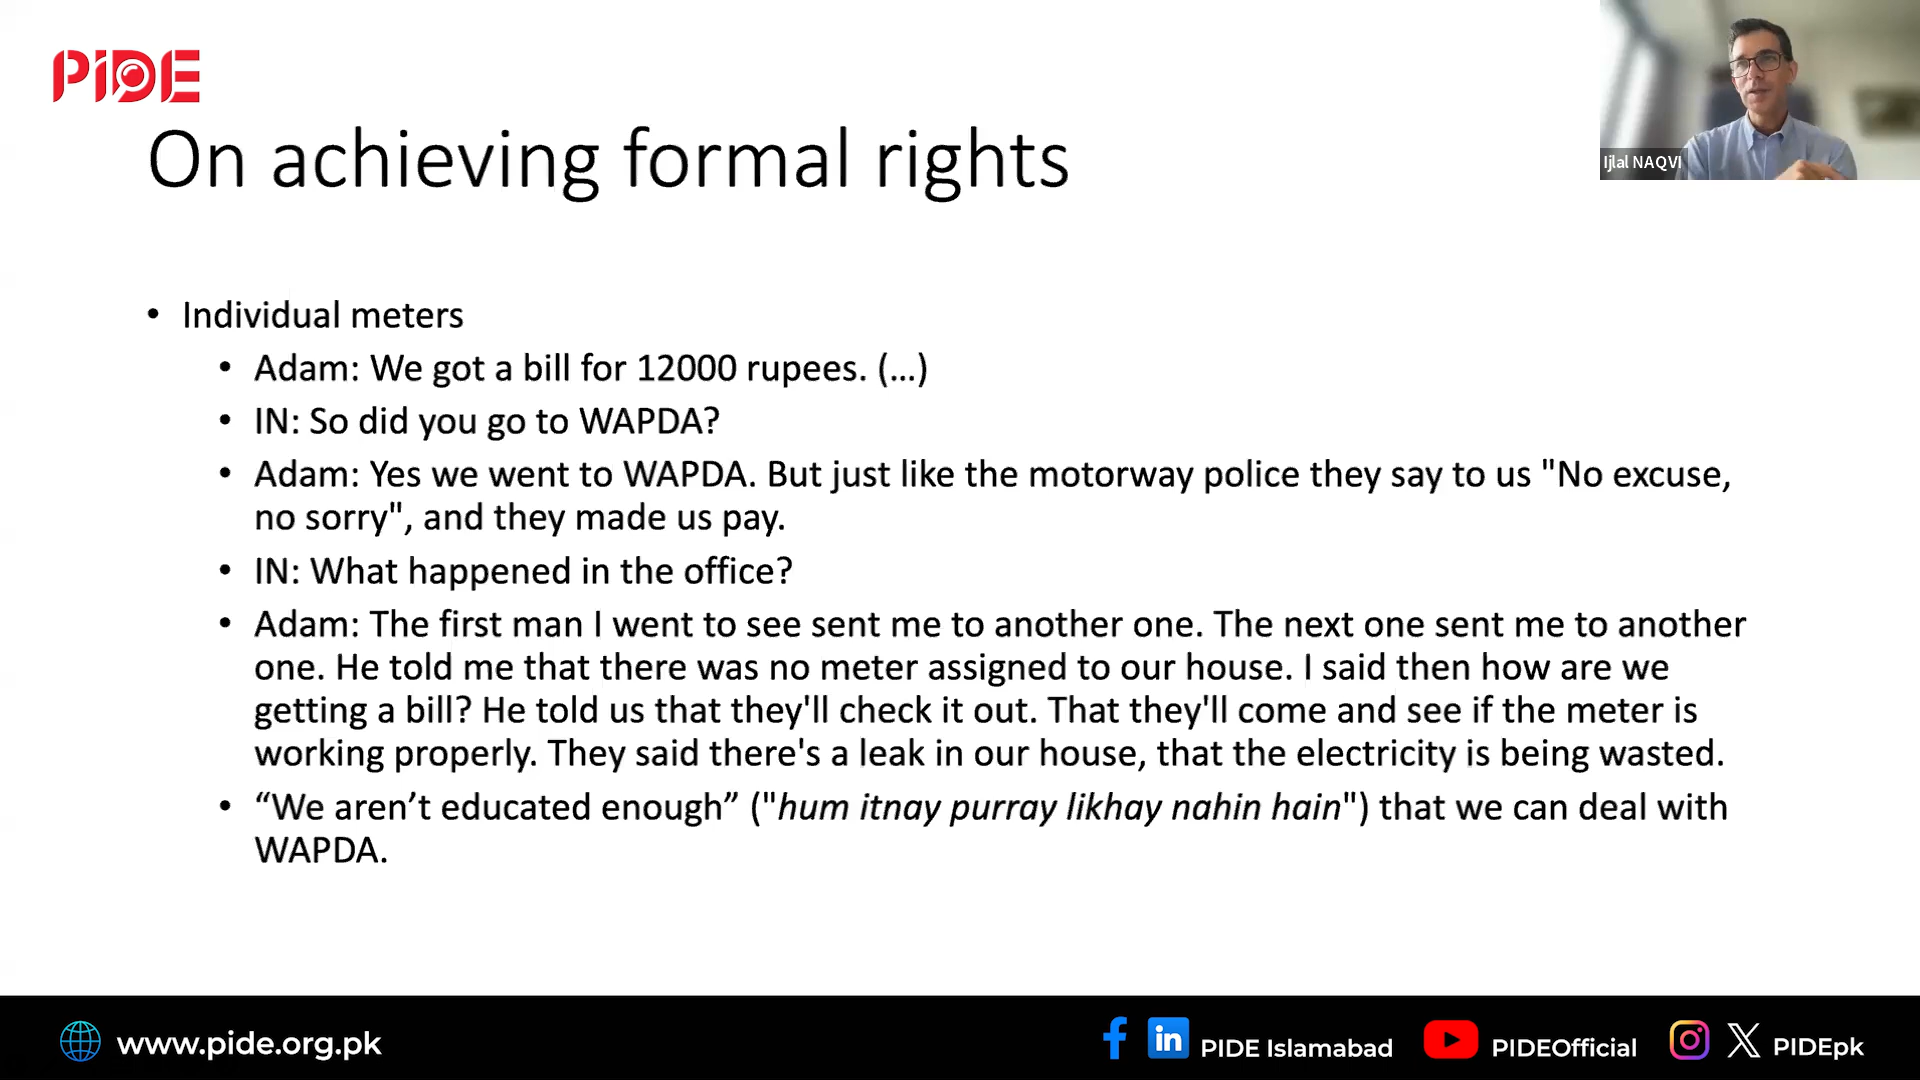 PIDE
Ijlal NAQVI
On achieving formal rights
• Individual meters
• Adam: We got a bill for 12000 rupees. (…)
• IN: So did you go to WAPDA?
• Adam: Yes we went to WAPDA. But just like the motorway police they say to us "No excuse,
no sorry", and they made us pay.
• IN: What happened in the office?
• Adam: The first man I went to see sent me to another one. The next one sent me to another
one. He told me that there was no meter assigned to our house. I said then how are we
getting a bill? He told us that they'll check it out. That they'll come and see if the meter is
working properly. They said there's a leak in our house, that the electricity is being wasted.
• “We aren’t educated enough” ("hum itnay purray likhay nahin hain") that we can deal with
WAPDA.
www.pide.org.pk
f in PIDE Islamabad PIDEOfficial X PIDEpk